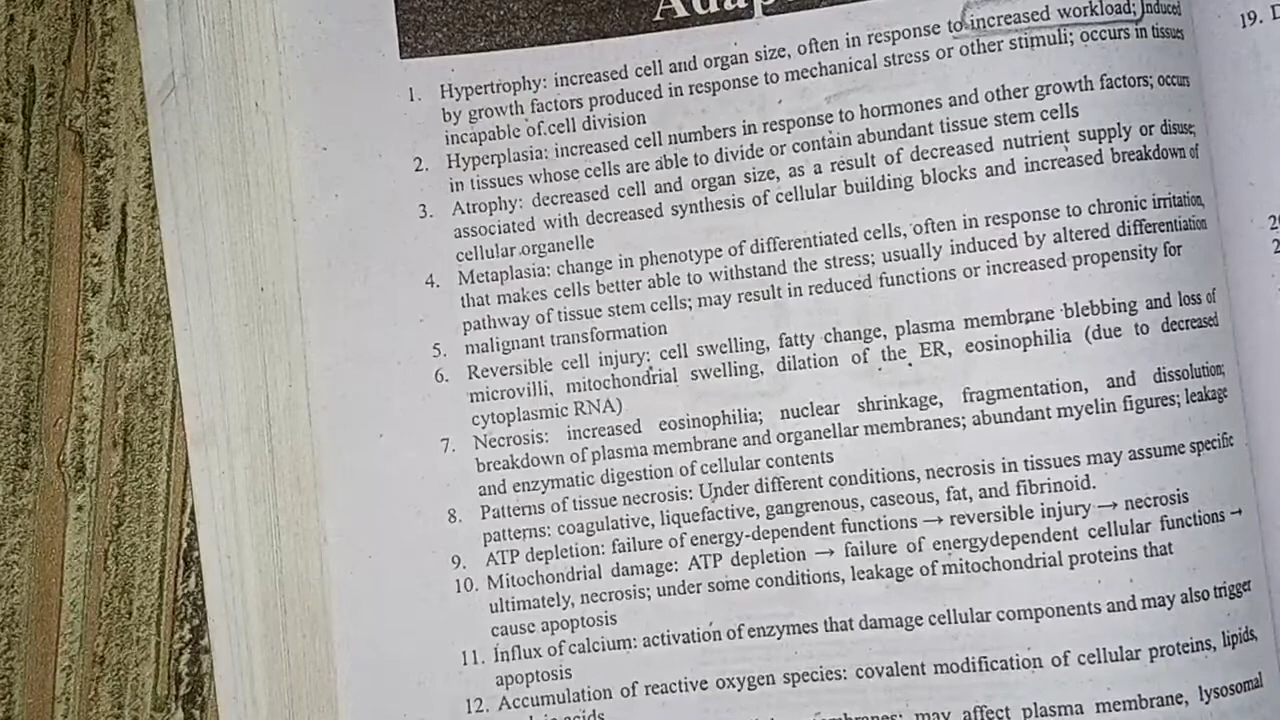 Adap
1. Hypertrophy: increased cell and organ size, often in response to increased workload; Induced
by growth factors produced in response to mechanical stress or other stimuli; occurs in tissues
incapable of cell division
2. Hyperplasia: increased cell numbers in response to hormones and other growth factors; occurs
in tissues whose cells are able to divide or contain abundant tissue stem cells
3. Atrophy: decreased cell and organ size, as a result of decreased nutrient supply or disuse;
associated with decreased synthesis of cellular building blocks and increased breakdown of
cellular organelle
4. Metaplasia: change in phenotype of differentiated cells, often in response to chronic irritation,
that makes cells better able to withstand the stress; usually induced by altered differentiation
pathway of tissue stem cells; may result in reduced functions or increased propensity for
5. malignant transformation
6. Reversible cell injury: cell swelling, fatty change, plasma membrane blebbing and loss of
microvilli, mitochondrial swelling, dilation of the ER, eosinophilia (due to decreased
cytoplasmic RNA)
7. Necrosis: increased eosinophilia; nuclear shrinkage, fragmentation, and dissolution;
breakdown of plasma membrane and organellar membranes; abundant myelin figures; leakage
and enzymatic digestion of cellular contents
8. Patterns of tissue necrosis: Under different conditions, necrosis in tissues may assume specific
patterns: coagulative, liquefactive, gangrenous, caseous, fat, and fibrinoid.
9. ATP depletion: failure of energy-dependent functions → reversible injury → necrosis
10. Mitochondrial damage: ATP depletion → failure of energydependent cellular functions →
ultimately, necrosis; under some conditions, leakage of mitochondrial proteins that
cause apoptosis
11. Influx of calcium: activation of enzymes that damage cellular components and may also trigger
apoptosis
12. Accumulation of reactive oxygen species: covalent modification of cellular proteins, lipids,
acids
may affect plasma membrane, lysosomal
19.